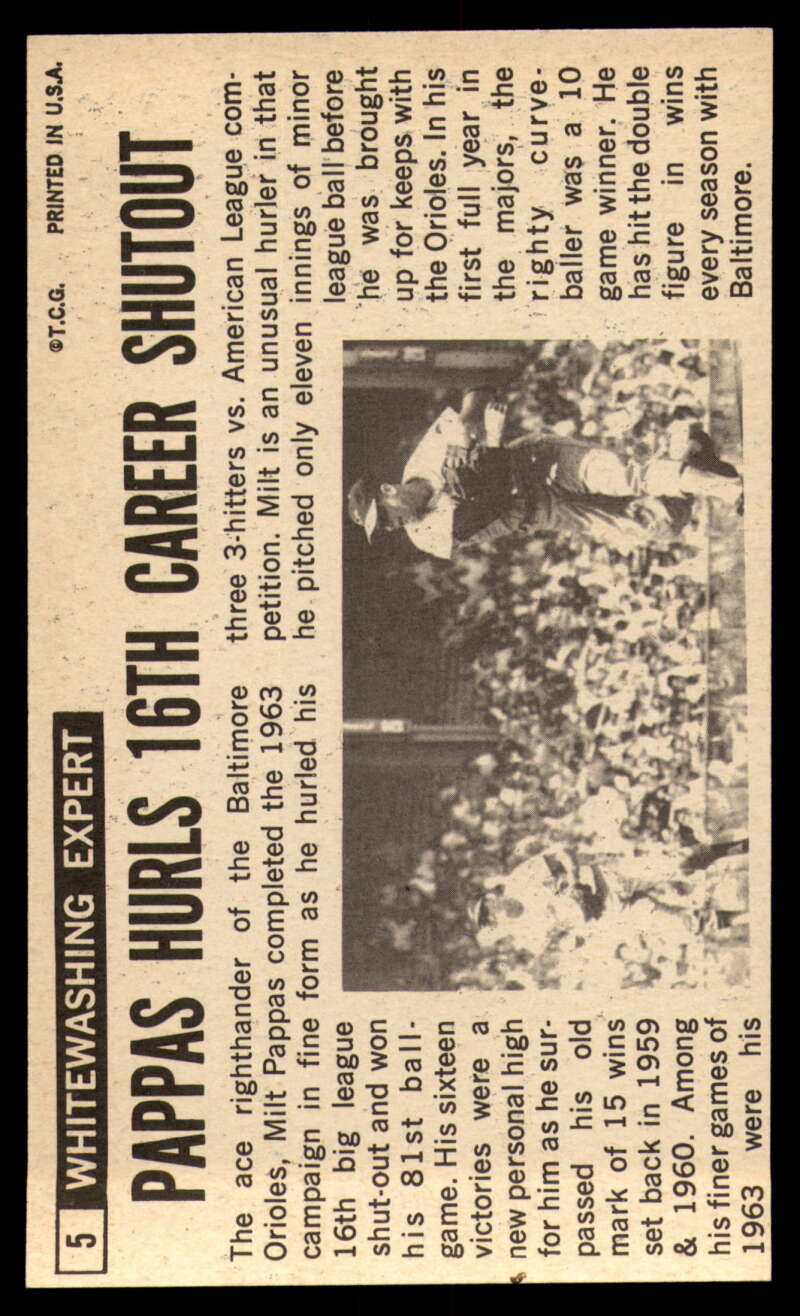 5 WHITEWASHING EXPERT
©T.C.G. PRINTED IN U.S.A.
PAPPAS HURLS 16TH CAREER SHUTOUT
The ace righthander of the Baltimore
Orioles, Milt Pappas completed the 1963
campaign in fine form as he hurled his
16th big league
shut-out and won
his 81st ball-
game. His sixteen
victories were a
new personal high
for him as he sur-
passed his old
mark of 15 wins
set back in 1959
& 1960. Among
his finer games of
1963 were his
three 3-hitters vs. American League com-
petition. Milt is an unusual hurler in that
he pitched only eleven innings of minor
league ball before
he was brought
up for keeps with
the Orioles. In his
first full year in
the majors, the
righty curve-
baller was a 10
game winner. He
has hit the double
figure in wins
every season with
Baltimore.